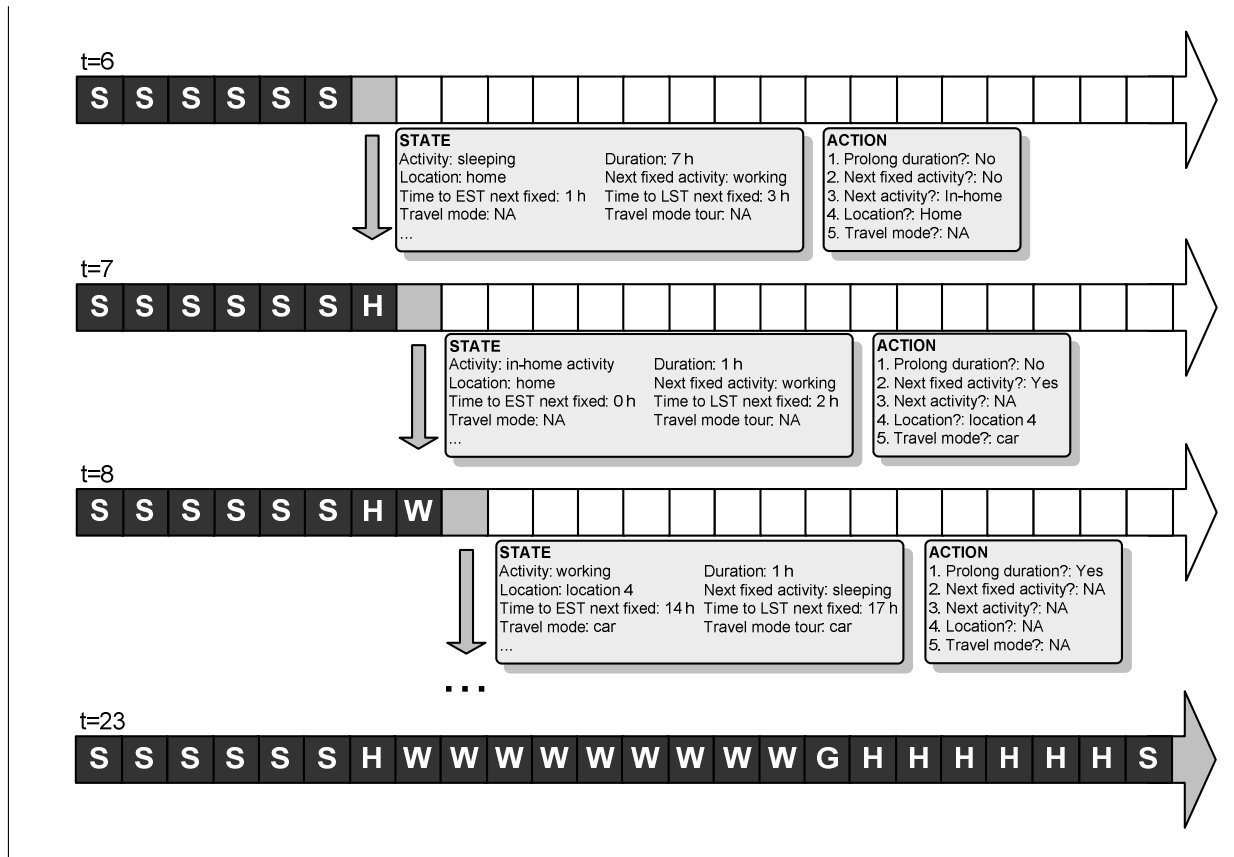 t=6
S S S S S S
STATE
Activity: sleeping Duration: 7 h
Location: home Next fixed activity: working
Time to EST next fixed: 1 h Time to LST next fixed: 3 h
Travel mode: NA Travel mode tour: NA
...
ACTION
1. Prolong duration?: No
2. Next fixed activity?: No
3. Next activity?: In-home
4. Location?: Home
5. Travel mode?: NA
t=7
S S S S S S H
STATE
Activity: in-home activity Duration: 1 h
Location: home Next fixed activity: working
Time to EST next fixed: 0 h Time to LST next fixed: 2 h
Travel mode: NA Travel mode tour: NA
...
ACTION
1. Prolong duration?: No
2. Next fixed activity?: Yes
3. Next activity?: NA
4. Location?: location 4
5. Travel mode?: car
t=8
S S S S S S H W
STATE
Activity: working Duration: 1 h
Location: location 4 Next fixed activity: sleeping
Time to EST next fixed: 14 h Time to LST next fixed: 17 h
Travel mode: car Travel mode tour: car
...
ACTION
1. Prolong duration?: Yes
2. Next fixed activity?: NA
3. Next activity?: NA
4. Location?: NA
5. Travel mode?: NA
...
t=23
S S S S S S H W W W W W W W W W G H H H H H H S